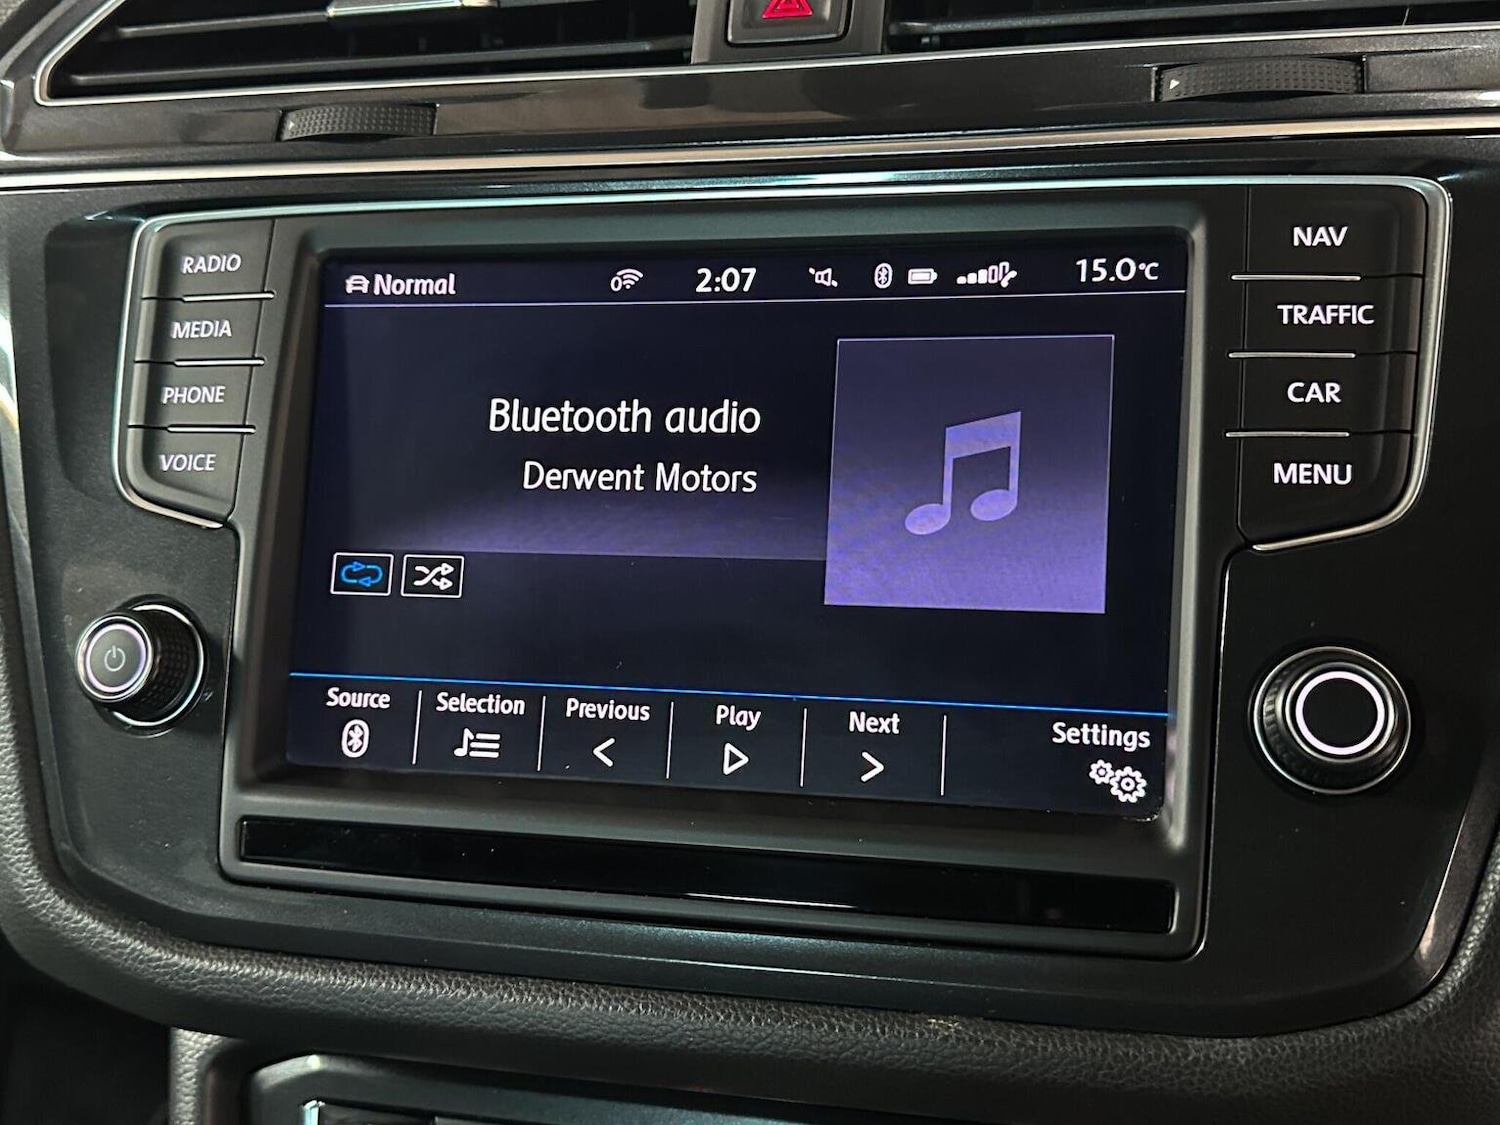 RADIO
MEDIA
PHONE
VOICE
Normal
2:07
15.0°C
Bluetooth audio
Derwent Motors
Source
Selection
Previous
Play
Next
Settings
NAV
TRAFFIC
CAR
MENU